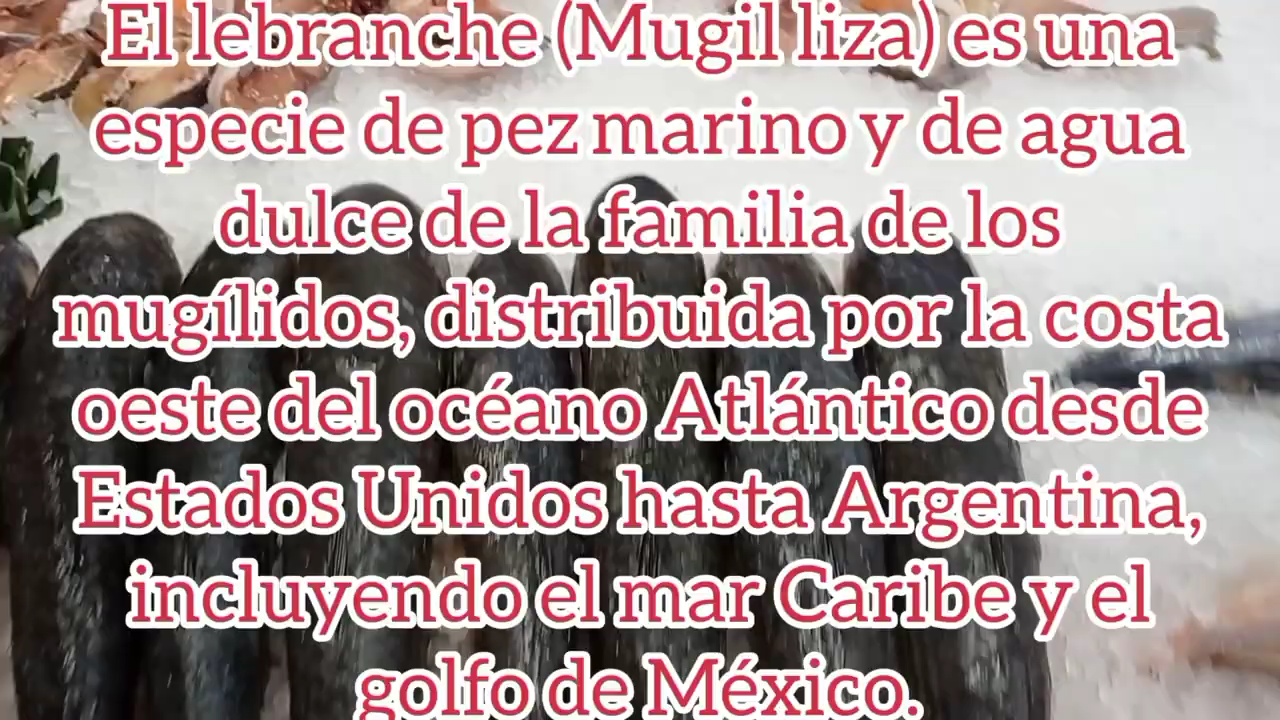 El lebranche (Mugil liza) es una
especie de pez marino y de agua
dulce de la familia de los
mugílidos, distribuida por la costa
oeste del océano Atlántico desde
Estados Unidos hasta Argentina,
incluyendo el mar Caribe y el
golfo de México.